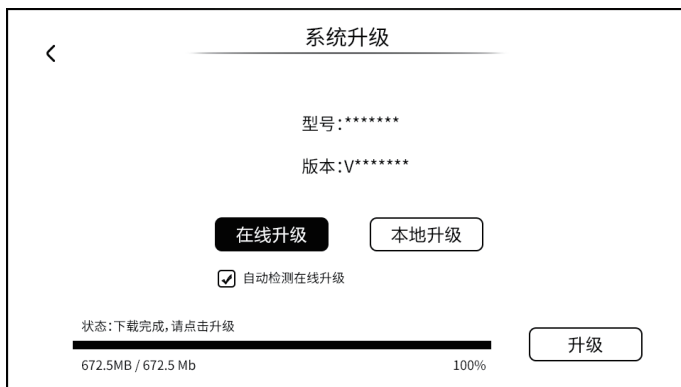 系统升级
型号:*******
版本:V*******
在线升级 本地升级
自动检测在线升级
状态:下载完成,请点击升级
升级
672.5MB / 672.5 Mb 100%